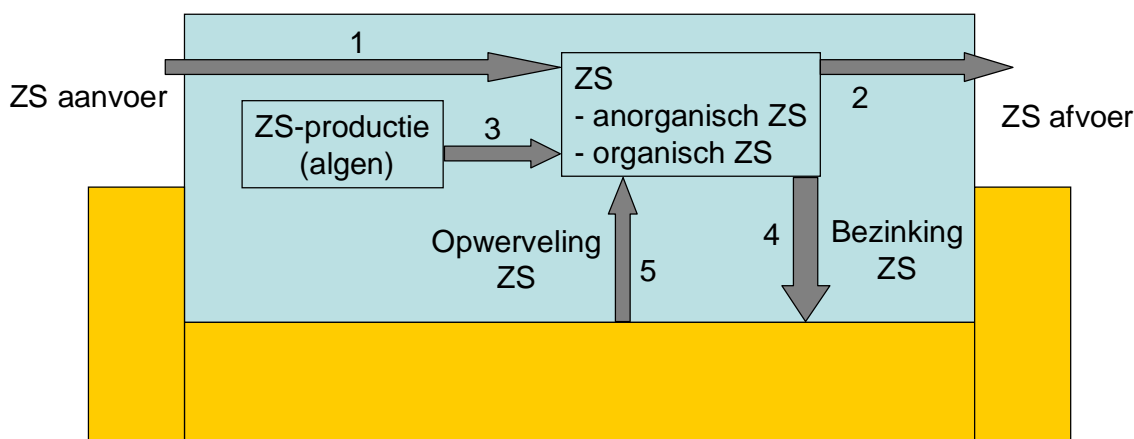 1
ZS aanvoer
ZS-productie
(algen)
3
ZS
- anorganisch ZS
- organisch ZS
2
ZS afvoer
Opwerveling
ZS
5
4
Bezinking
ZS